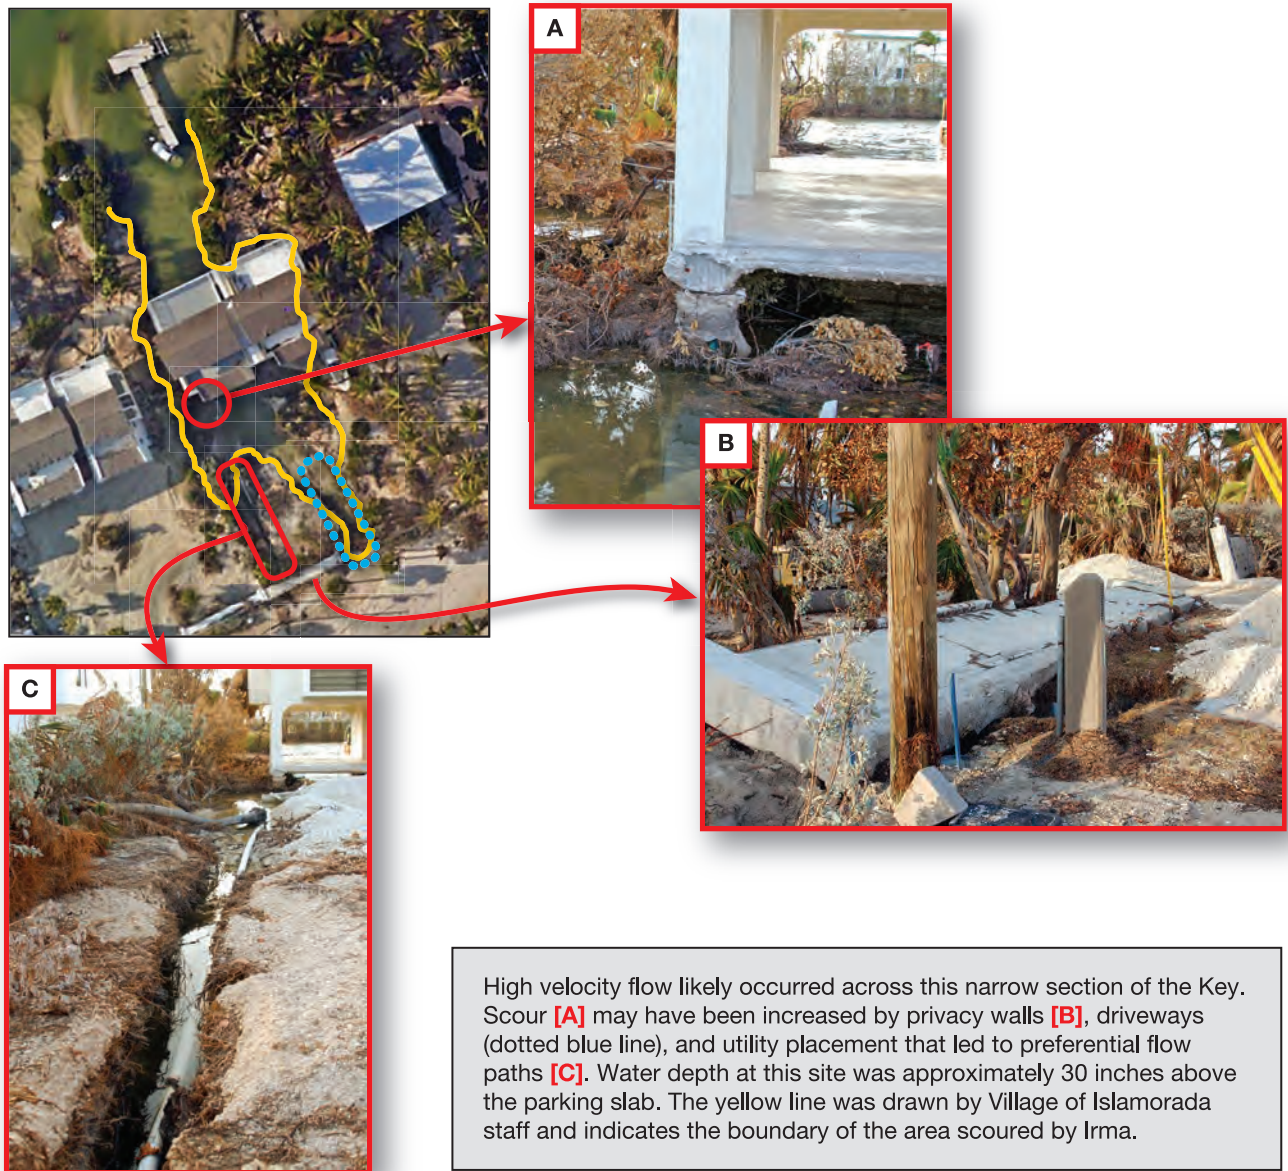 A
B
C
High velocity flow likely occurred across this narrow section of the Key.
Scour [A] may have been increased by privacy walls [B], driveways
(dotted blue line), and utility placement that led to preferential flow
paths [C]. Water depth at this site was approximately 30 inches above
the parking slab. The yellow line was drawn by Village of Islamorada
staff and indicates the boundary of the area scoured by Irma.